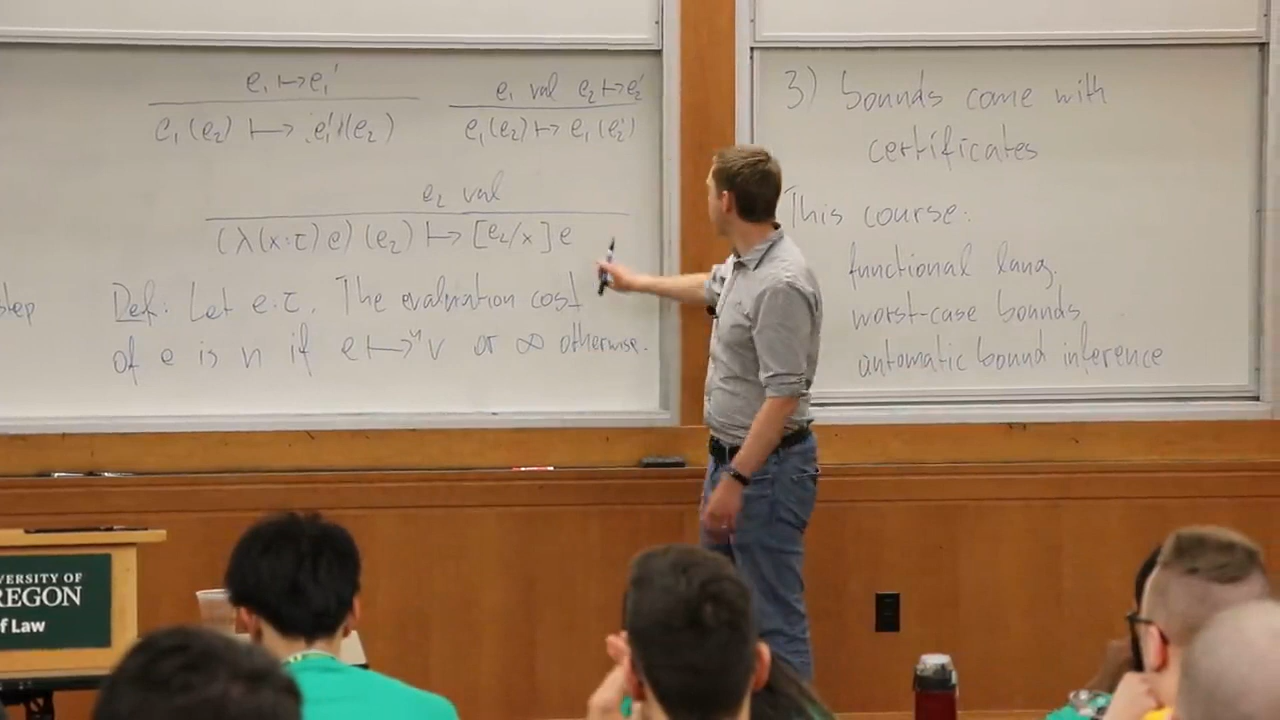 e₁ ↦ e₁'
e₁(e₂) ↦ e₁'(e₂)
e₁ val e₂ ↦ e₂'
e₁(e₂) ↦ e₁(e₂')
e₂ val
(λ(x:τ) e) (e₂) ↦ [e₂/x] e
step
Def: Let e:τ. The evaluation cost
of e is n if e ↦ⁿ v or ∞ otherwise.
3) bounds come with
certificates
This course:
functional lang.
worst-case bounds
automatic bound inference
VERSITY OF
REGON
f Law